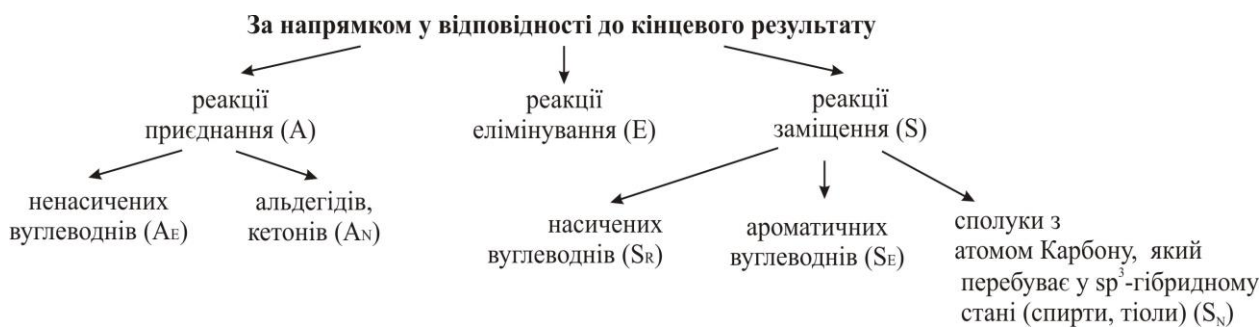 За напрямком у відповідності до кінцевого результату
реакції
приєднання (А)
реакції
елімінування (Е)
реакції
заміщення (S)
ненасичених
вуглеводнів (AE)
альдегідів,
кетонів (AN)
насичених
вуглеводнів (SR)
ароматичних
вуглеводнів (SE)
сполуки з
атомом Карбону, який
перебуває у sp³-гібридному
стані (спирти, тіоли) (SN)